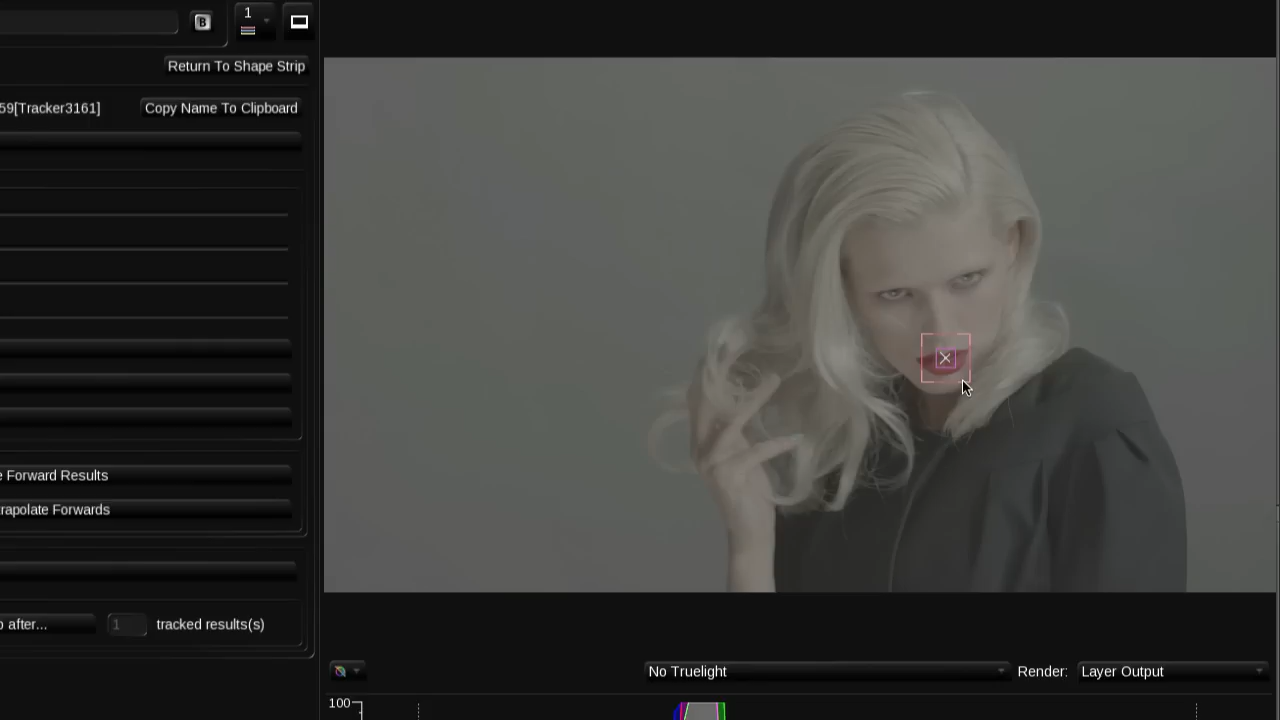 B
1
Return To Shape Strip
59[Tracker3161]
Copy Name To Clipboard
Forward Results
rapolate Forwards
after...
1
tracked results(s)
No Truelight
Render:
Layer Output
100